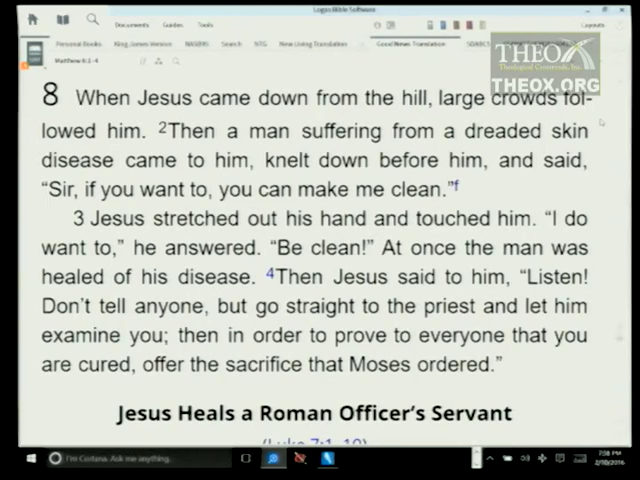 Logos Bible Software
Documents Guides Tools Layouts
Personal Books King James Version NASB95 Search NTG New Living Translation Good News Translation
Matthew 8:1-4
THEO
THEOX.ORG
8 When Jesus came down from the hill, large crowds fol-
lowed him. 2Then a man suffering from a dreaded skin
disease came to him, knelt down before him, and said,
“Sir, if you want to, you can make me clean.”f
3 Jesus stretched out his hand and touched him. “I do
want to,” he answered. “Be clean!” At once the man was
healed of his disease. 4Then Jesus said to him, “Listen!
Don’t tell anyone, but go straight to the priest and let him
examine you; then in order to prove to everyone that you
are cured, offer the sacrifice that Moses ordered.”
Jesus Heals a Roman Officer’s Servant
(Luke 7:1–10)
I'm Cortana. Ask me anything.
7:58 PM